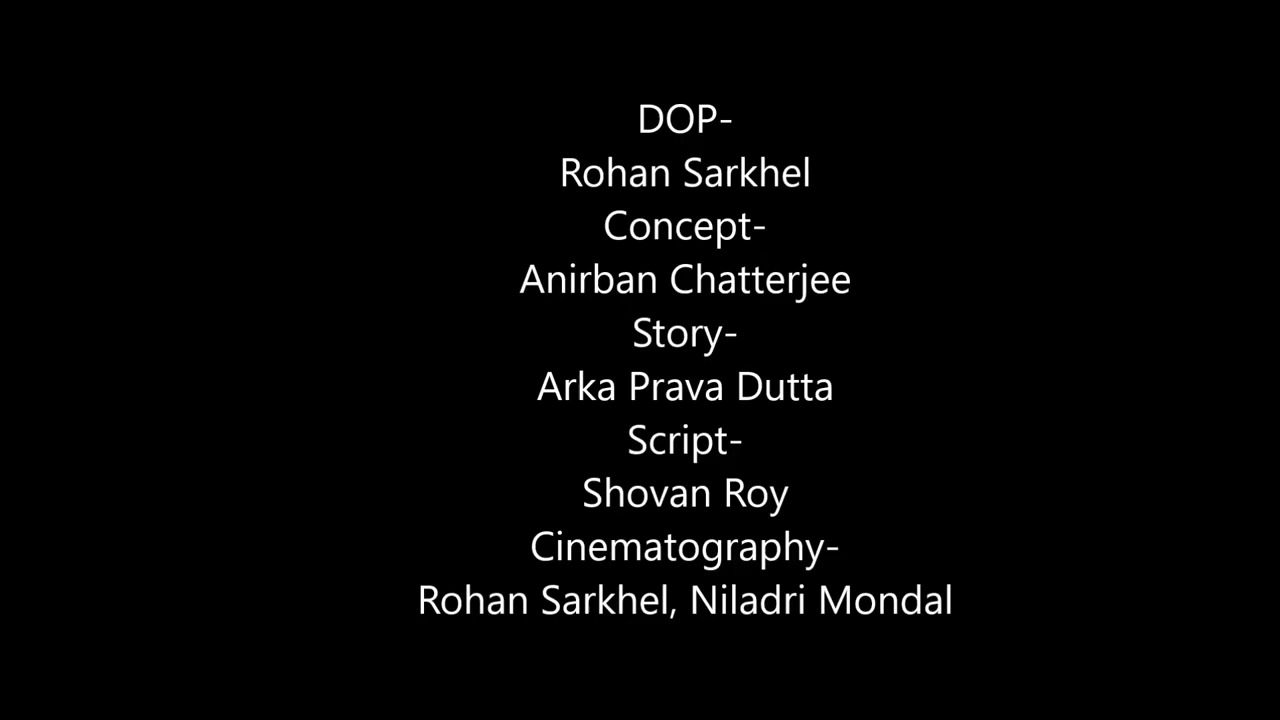 DOP-
Rohan Sarkhel
Concept-
Anirban Chatterjee
Story-
Arka Prava Dutta
Script-
Shovan Roy
Cinematography-
Rohan Sarkhel, Niladri Mondal